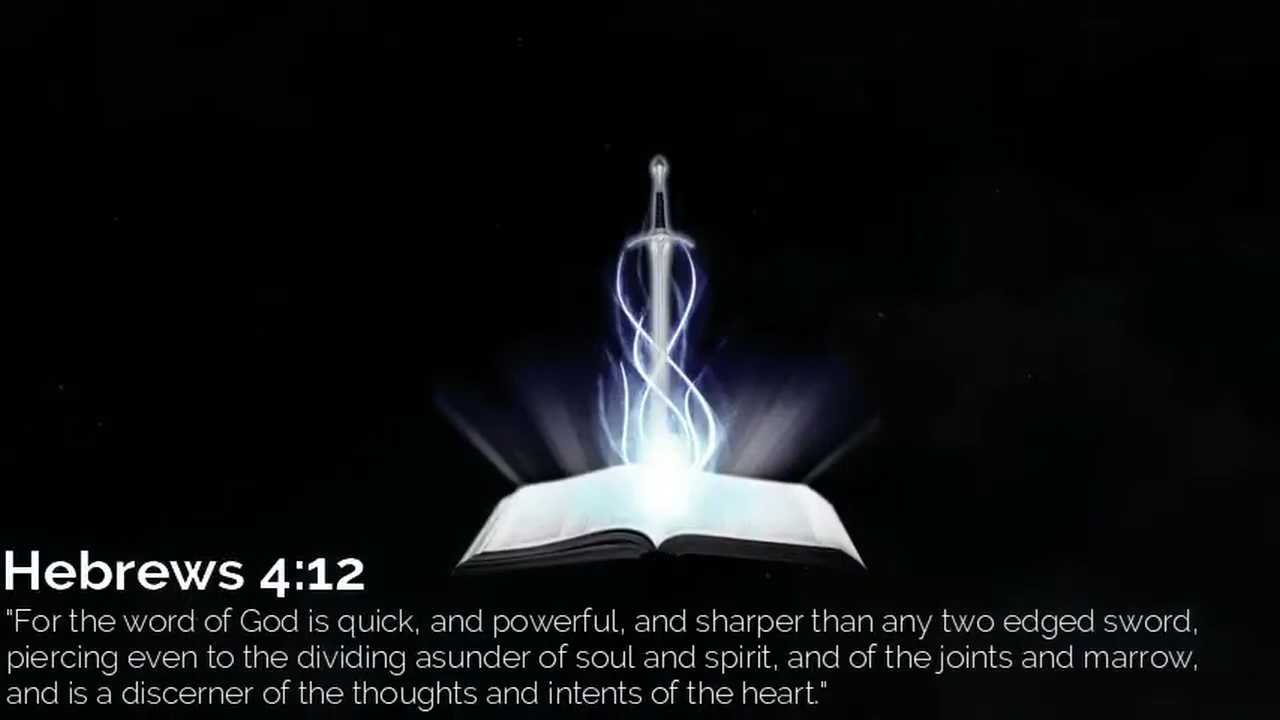 Hebrews 4:12
"For the word of God is quick, and powerful, and sharper than any two edged sword,
piercing even to the dividing asunder of soul and spirit, and of the joints and marrow,
and is a discerner of the thoughts and intents of the heart."